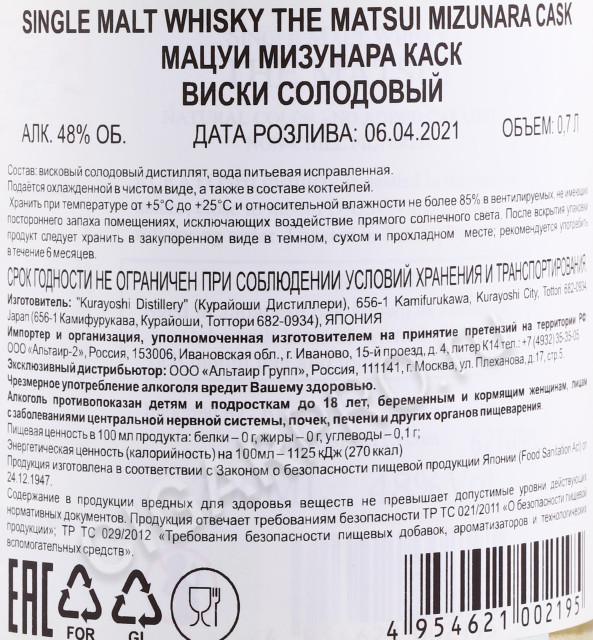 SINGLE MALT WHISKY THE MATSUI MIZUNARA CASK
МАЦУИ МИЗУНАРА КАСК
ВИСКИ СОЛОДОВЫЙ
АЛК. 48% ОБ. ДАТА РОЗЛИВА: 06.04.2021 ОБЪЕМ: 0,7 Л
Состав: висковый солодовый дистиллят, вода питьевая исправленная.
Подаётся охлажденной в чистом виде, а также в составе коктейлей.
Хранить при температуре от +5°С до +25°С и относительной влажности не более 85% в вентилируемых, не имеющих
постороннего запаха помещениях, исключающих воздействие прямого солнечного света. После вскрытия упаковки
продукт следует хранить в закупоренном виде в темном, сухом и прохладном месте; рекомендуется употребить
в течение 6 месяцев.
СРОК ГОДНОСТИ НЕ ОГРАНИЧЕН ПРИ СОБЛЮДЕНИИ УСЛОВИЙ ХРАНЕНИЯ И ТРАНСПОРТИРОВАНИЯ
Изготовитель: "Kurayoshi Distillery" (Курайоши Дистиллери), 656-1 Kamifurukawa, Kurayoshi City, Tottori 682-0934,
Japan (656-1 Камифурукава, Курайоши, Тоттори 682-0934), ЯПОНИЯ
Импортер и организация, уполномоченная изготовителем на принятие претензий на территории РФ
ООО «Альтаир-2», Россия, 153006, Ивановская обл., г. Иваново, 15-й проезд, д. 4, литер К14 тел.: +7 (4932) 35-35-05
Эксклюзивный дистрибьютор: ООО «Альтаир Групп», Россия, 111141, г. Москва, ул. Плеханова, д.17, стр.5.
Чрезмерное употребление алкоголя вредит Вашему здоровью.
Алкоголь противопоказан детям и подросткам до 18 лет, беременным и кормящим женщинам, лицам
с заболеваниями центральной нервной системы, почек, печени и других органов пищеварения.
Пищевая ценность в 100 мл продукта: белки – 0 г, жиры – 0 г, углеводы – 0,1 г;
Энергетическая ценность (калорийность) на 100мл – 1125 кДж (270 ккал)
Продукция изготовлена в соответствии с Законом о безопасности пищевой продукции Японии (Food Sanitation Act) от
24.12.1947.
Содержание в продукции вредных для здоровья веществ не превышает допустимые уровни действующих
нормативных документов. Продукция отвечает требованиям безопасности ТР ТС 021/2011 «О безопасности пищевой
продукции»; ТР ТС 029/2012 «Требования безопасности пищевых добавок, ароматизаторов и технологических
вспомогательных средств».
EAC FOR GL 4 954621 002195